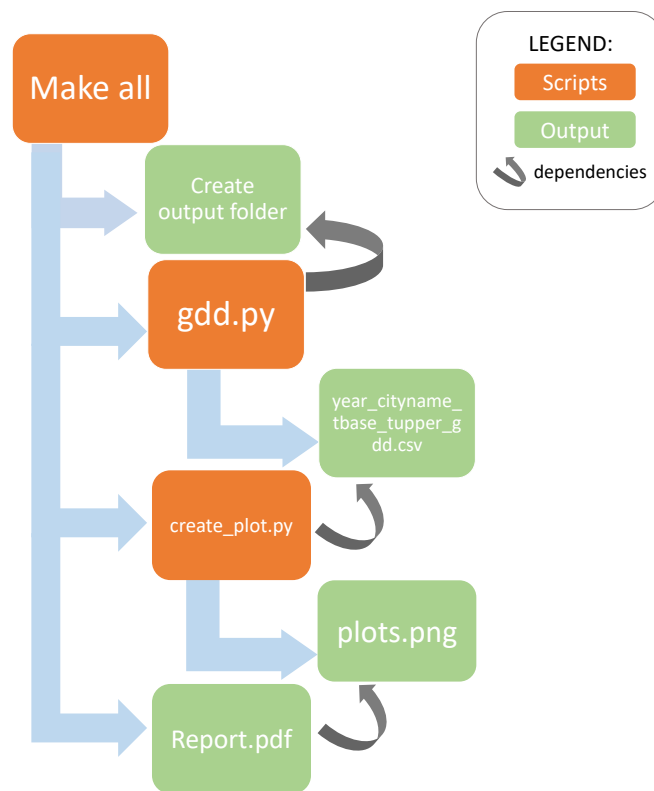 LEGEND:
Scripts
Output
dependencies
Make all
Create
output folder
gdd.py
year_cityname_
tbase_tupper_g
dd.csv
create_plot.py
plots.png
Report.pdf